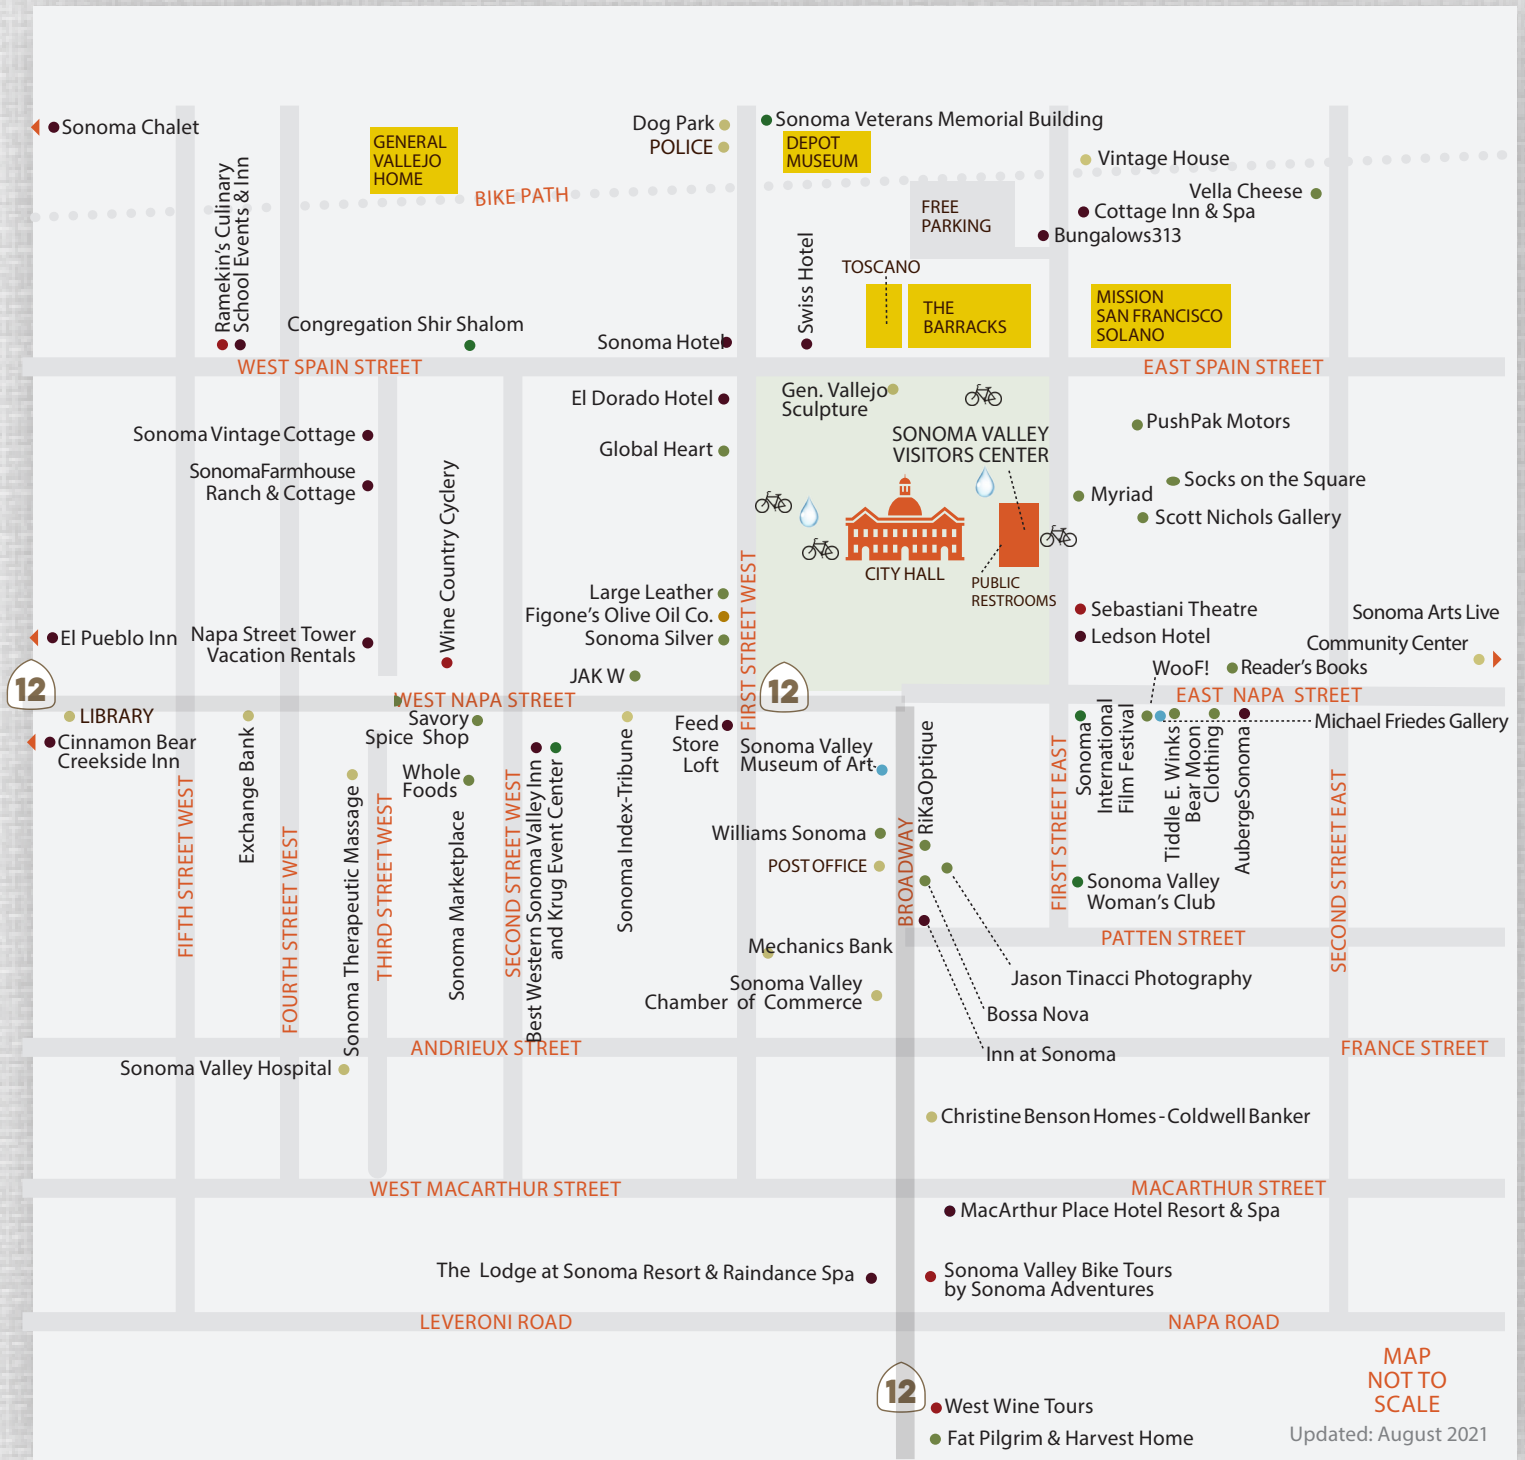 Sonoma Chalet
Ramekin's Culinary
School Events & Inn
GENERAL
VALLEJO
HOME
Dog Park
POLICE
Sonoma Veterans Memorial Building
DEPOT
MUSEUM
Vintage House
Vella Cheese
Cottage Inn & Spa
Bungalows313
BIKE PATH
FREE
PARKING
TOSCANO
THE
BARRACKS
MISSION
SAN FRANCISCO
SOLANO
Swiss Hotel
Congregation Shir Shalom
Sonoma Hotel
WEST SPAIN STREET
EAST SPAIN STREET
El Dorado Hotel
Gen. Vallejo
Sculpture
Sonoma Vintage Cottage
Global Heart
SONOMA VALLEY
VISITORS CENTER
PushPak Motors
SonomaFarmhouse
Ranch & Cottage
Socks on the Square
Myriad
Scott Nichols Gallery
Wine Country Cyclery
CITY HALL
PUBLIC
RESTROOMS
Large Leather
Figone's Olive Oil Co.
Sonoma Silver
FIRST STREET WEST
Sebastiani Theatre
Ledson Hotel
Sonoma Arts Live
Community Center
El Pueblo Inn
Napa Street Tower
Vacation Rentals
JAK W
WooF!
Reader's Books
12
12
WEST NAPA STREET
EAST NAPA STREET
LIBRARY
Cinnamon Bear
Creekside Inn
Exchange Bank
Savory
Spice Shop
Whole
Foods
Sonoma Marketplace
Sonoma Therapeutic Massage
Best Western Sonoma Valley Inn
and Krug Event Center
Sonoma Index-Tribune
Feed
Store
Loft
Sonoma Valley
Museum of Art
RiKaOptique
Sonoma
International
Film Festival
Tiddle E. Winks
Bear Moon
Clothing
AubergeSonoma
Michael Friedes Gallery
FIFTH STREET WEST
FOURTH STREET WEST
THIRD STREET WEST
SECOND STREET WEST
BROADWAY
FIRST STREET EAST
SECOND STREET EAST
Williams Sonoma
POST OFFICE
Sonoma Valley
Woman's Club
PATTEN STREET
Mechanics Bank
Sonoma Valley
Chamber of Commerce
Jason Tinacci Photography
Bossa Nova
Inn at Sonoma
ANDRIEUX STREET
FRANCE STREET
Sonoma Valley Hospital
Christine Benson Homes - Coldwell Banker
WEST MACARTHUR STREET
MACARTHUR STREET
MacArthur Place Hotel Resort & Spa
The Lodge at Sonoma Resort & Raindance Spa
Sonoma Valley Bike Tours
by Sonoma Adventures
LEVERONI ROAD
NAPA ROAD
12
West Wine Tours
Fat Pilgrim & Harvest Home
MAP
NOT TO
SCALE
Updated: August 2021